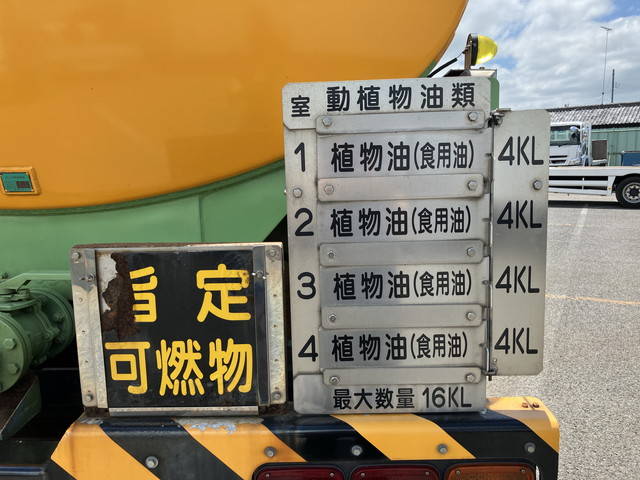 室 動植物油類
1 植物油(食用油) 4KL
2 植物油(食用油) 4KL
3 植物油(食用油) 4KL
4 植物油(食用油) 4KL
最大数量 16KL
定
可燃物